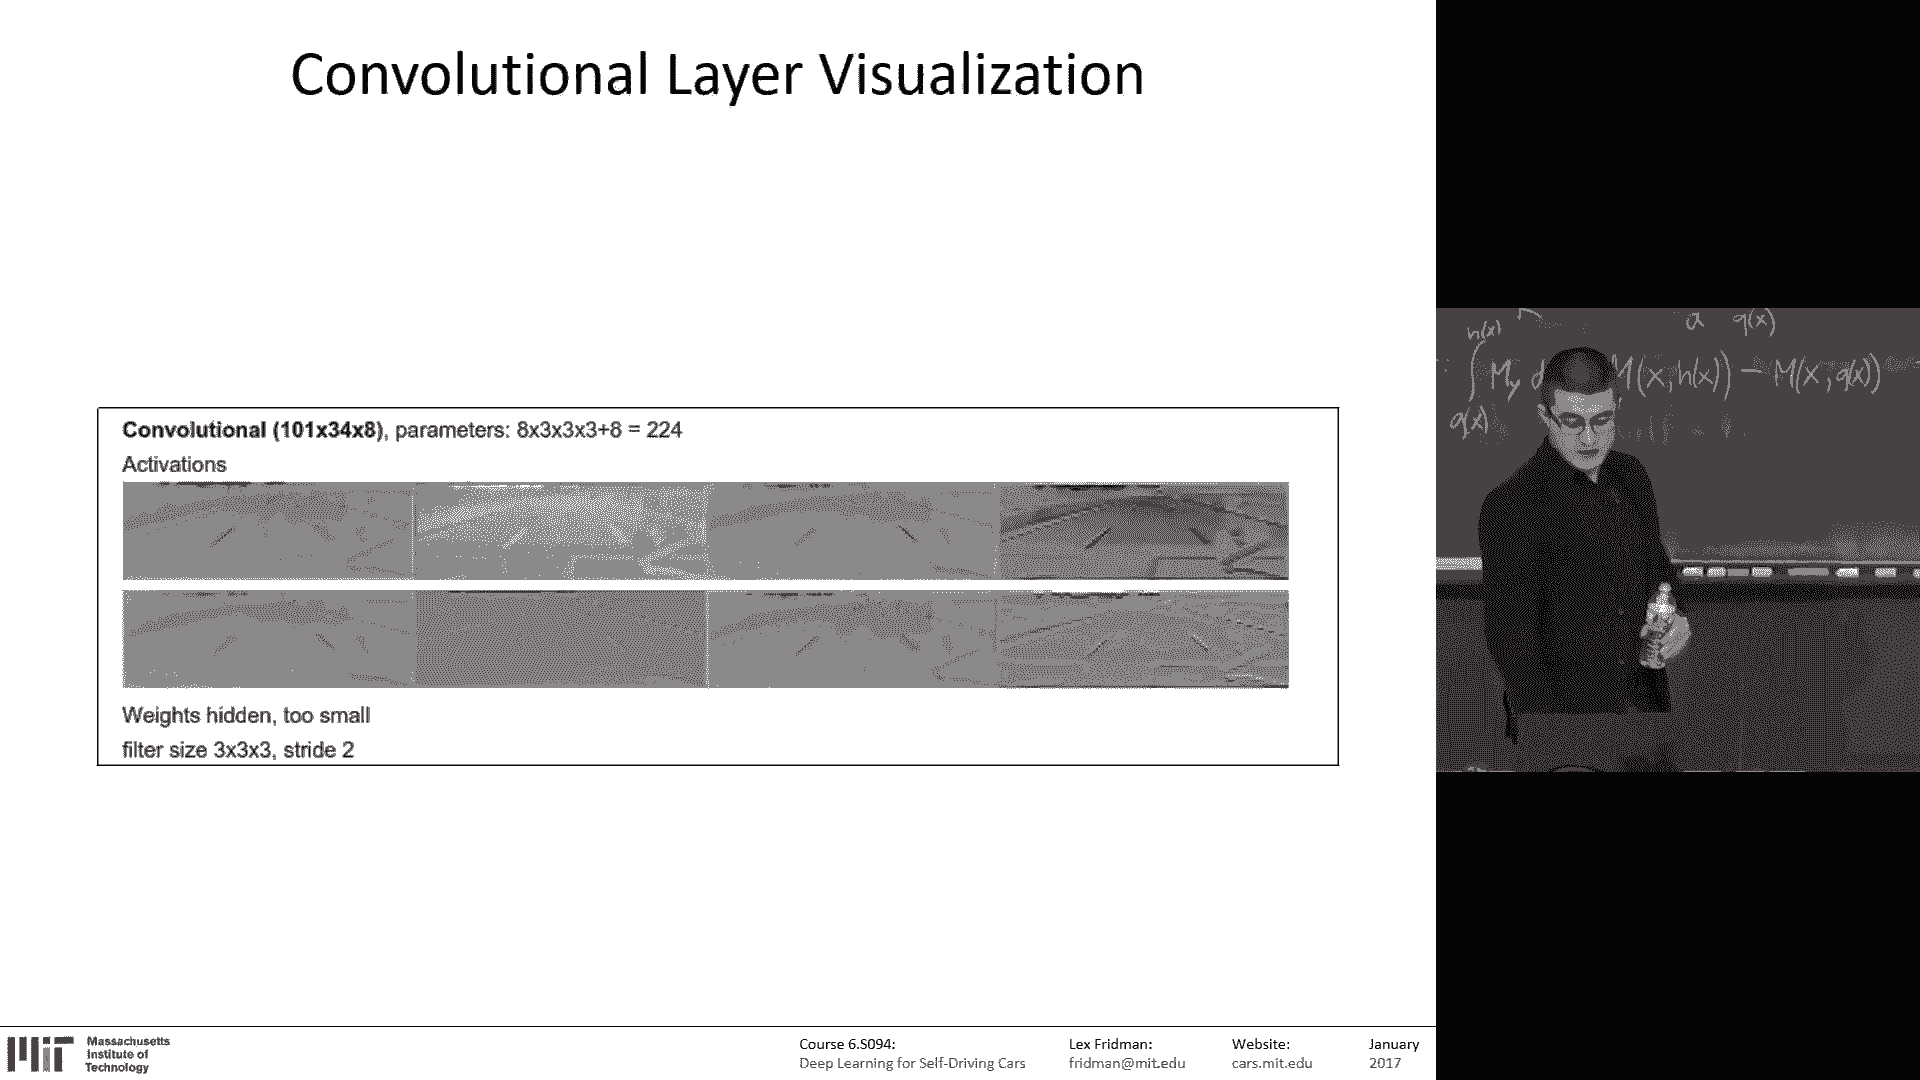 Convolutional Layer Visualization
Convolutional (101x34x8), parameters: 8x3x3x3+8 = 224
Activations
Weights hidden, too small
filter size 3x3x3, stride 2
h(x)
a g(x)
∫ My d M(x,h(x)) − M(x,g(x))
g(x)
MIT Massachusetts
Institute of
Technology
Course 6.S094:
Deep Learning for Self-Driving Cars
Lex Fridman:
fridman@mit.edu
Website:
cars.mit.edu
January
2017